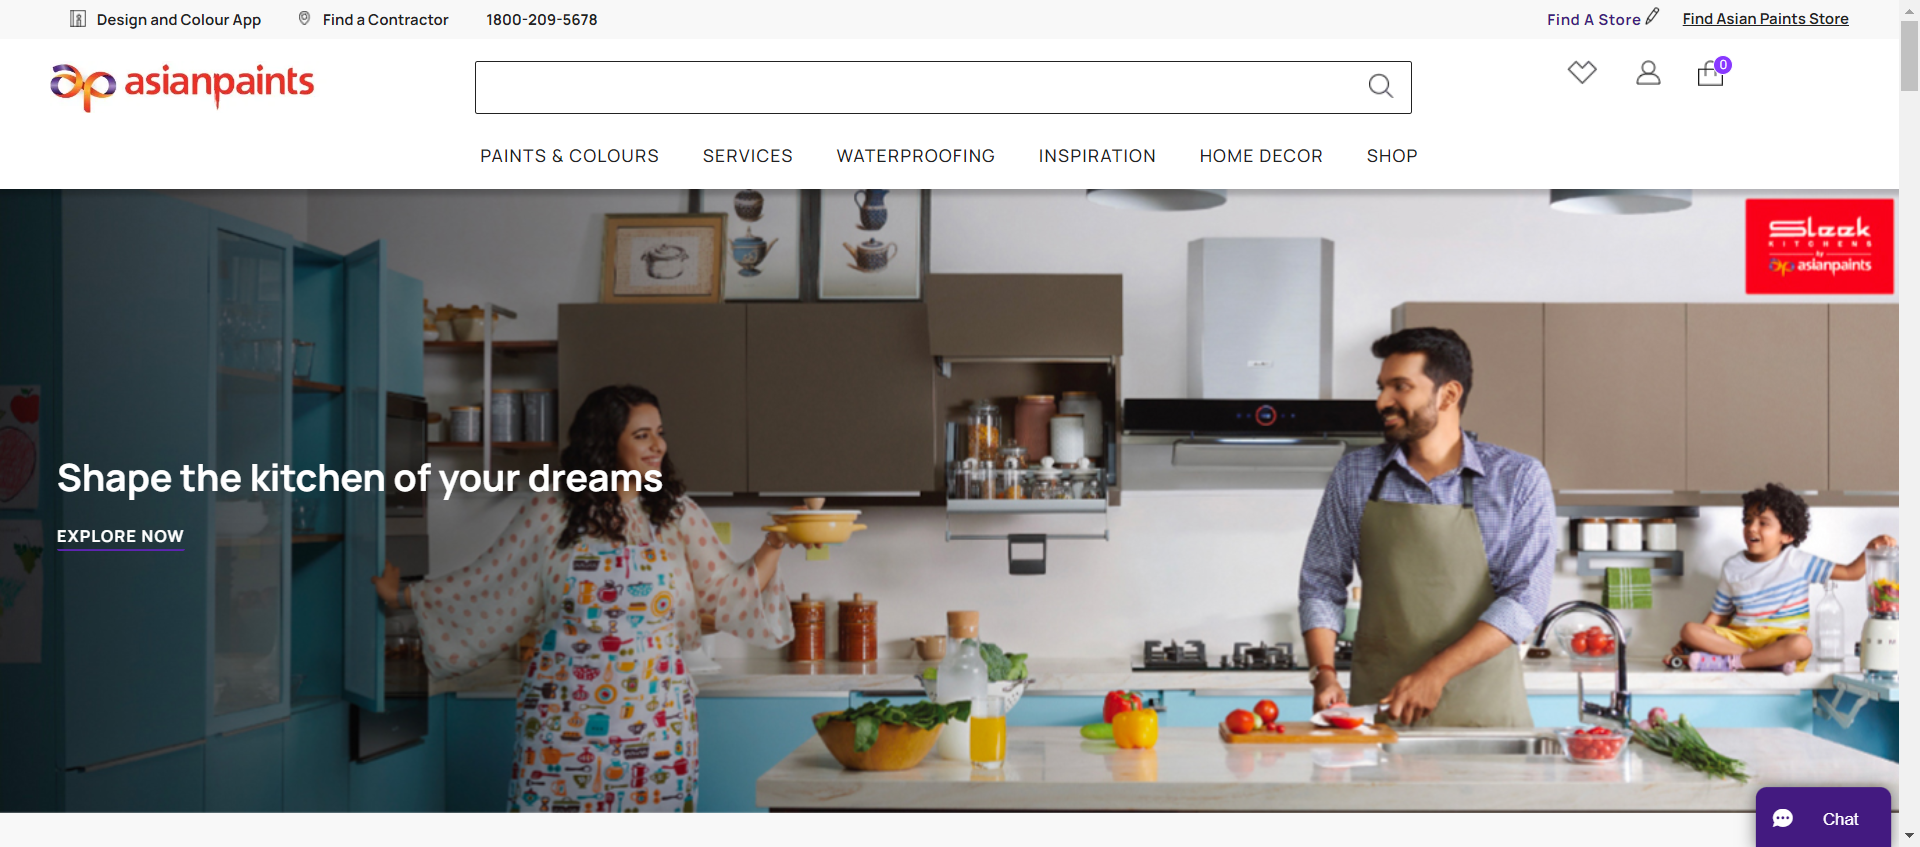 Design and Colour App
Find a Contractor
1800-209-5678
Find A Store
Find Asian Paints Store
asianpaints
0
PAINTS & COLOURS
SERVICES
WATERPROOFING
INSPIRATION
HOME DECOR
SHOP
Sleek
KITCHENS
by
asianpaints
Shape the kitchen of your dreams
EXPLORE NOW
Chat